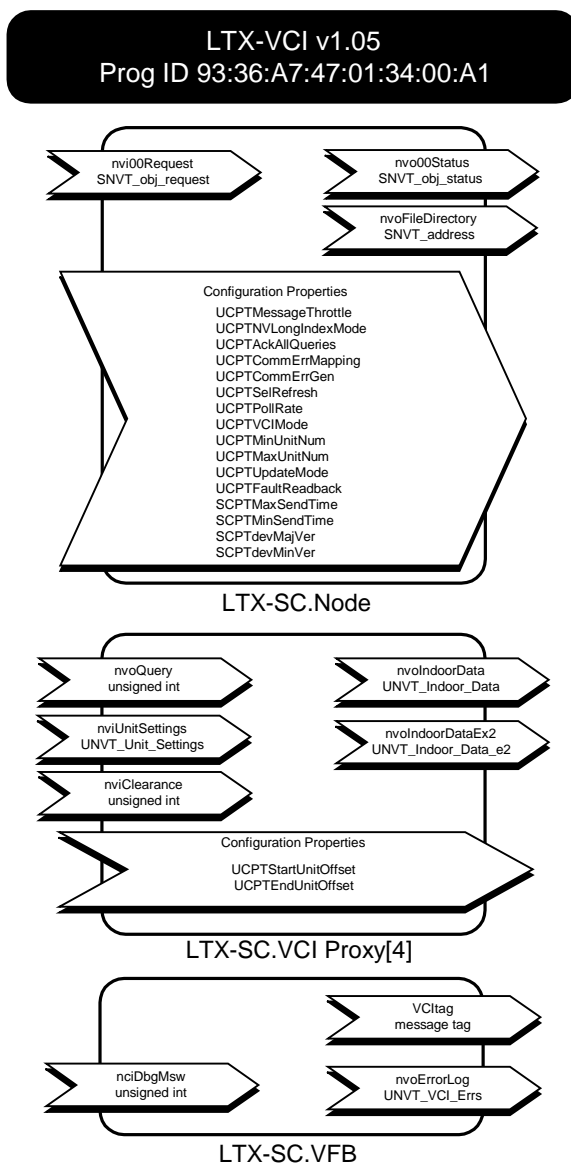 LTX-VCI v1.05
Prog ID 93:36:A7:47:01:34:00:A1
nvi00Request
SNVT_obj_request
nvo00Status
SNVT_obj_status
nvoFileDirectory
SNVT_address
Configuration Properties
UCPTMessageThrottle
UCPTNVLongIndexMode
UCPTAckAllQueries
UCPTCommErrMapping
UCPTCommErrGen
UCPTSelRefresh
UCPTPollRate
UCPTVCIMode
UCPTMinUnitNum
UCPTMaxUnitNum
UCPTUpdateMode
UCPTFaultReadback
SCPTMaxSendTime
SCPTMinSendTime
SCPTdevMajVer
SCPTdevMinVer
LTX-SC.Node
nvoQuery
unsigned int
nvoIndoorData
UNVT_Indoor_Data
nviUnitSettings
UNVT_Unit_Settings
nvoIndoorDataEx2
UNVT_Indoor_Data_e2
nviClearance
unsigned int
Configuration Properties
UCPTStartUnitOffset
UCPTEndUnitOffset
LTX-SC.VCI Proxy[4]
VCItag
message tag
nciDbgMsw
unsigned int
nvoErrorLog
UNVT_VCI_Errs
LTX-SC.VFB